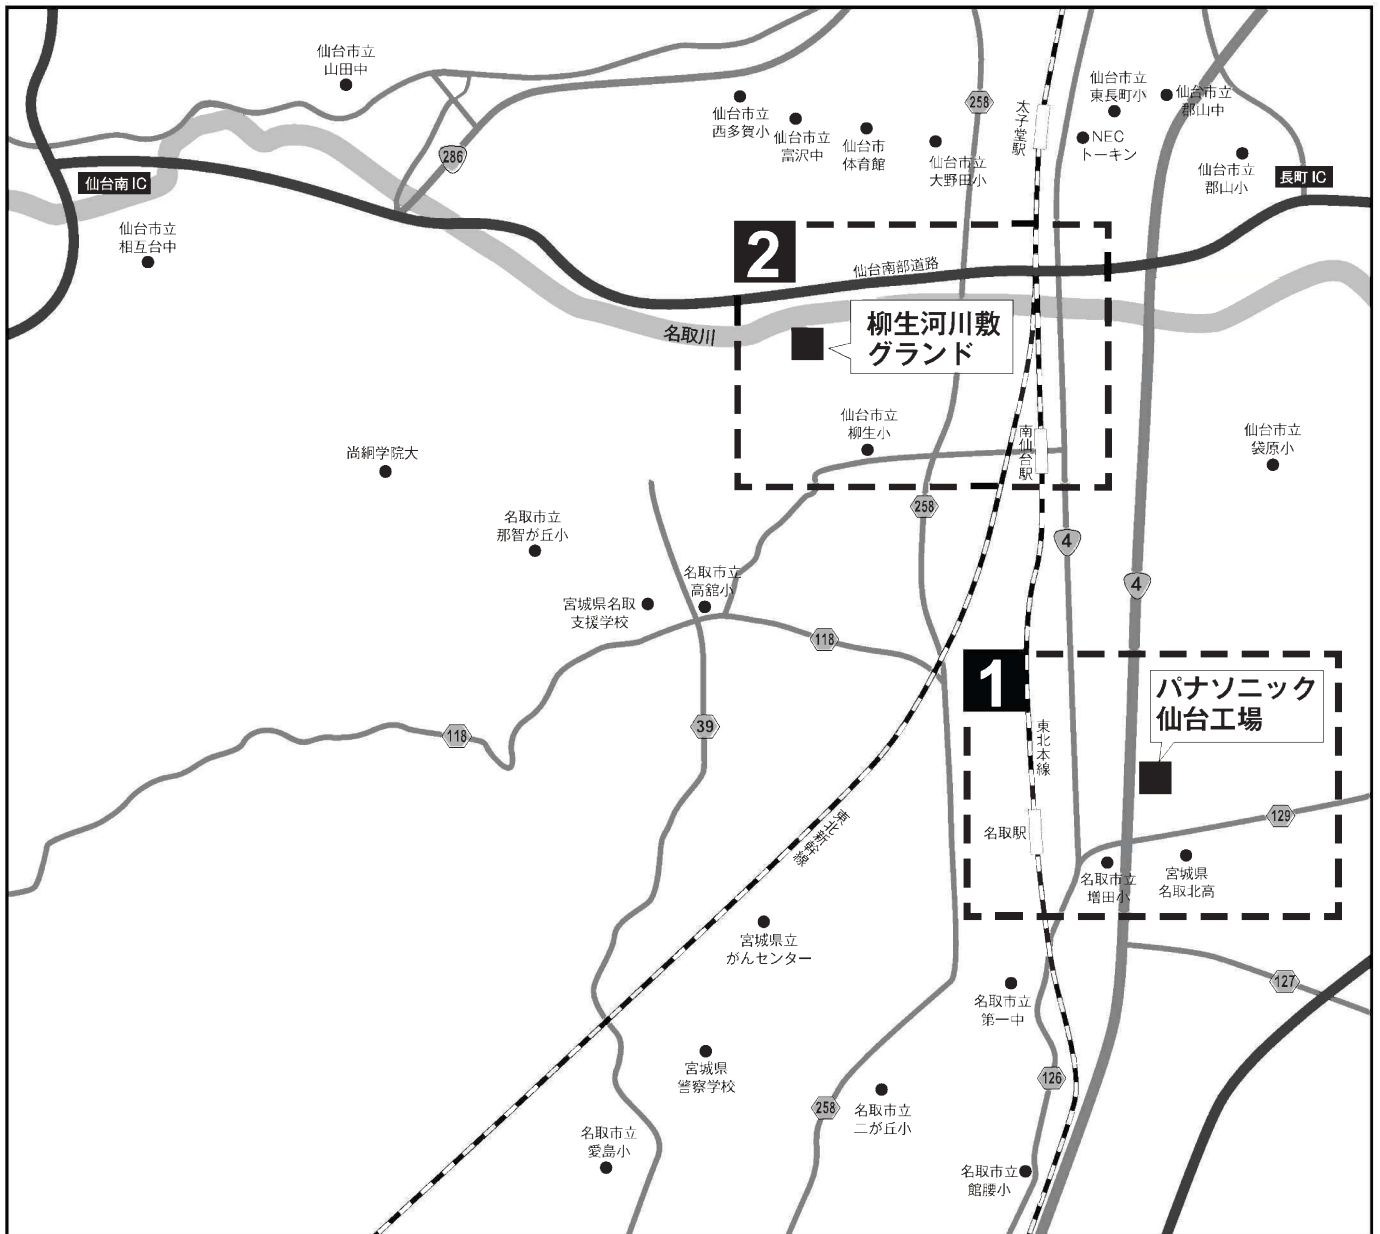 仙台市立
山田中
仙台市立
西多賀小
仙台市立
富沢中
仙台市
体育館
仙台市立
大野田小
258
太子堂駅
仙台市立
東長町小
仙台市立
郡山中
NEC
トーキン
仙台市立
郡山小
長町 IC
286
仙台南 IC
仙台市立
相互台中
2
仙台南部道路
名取川
柳生河川敷
グランド
仙台市立
柳生小
南仙台駅
仙台市立
袋原小
尚絅学院大
258
名取市立
那智が丘小
4
4
名取市立
高舘小
宮城県名取
支援学校
118
1
パナソニック
仙台工場
39
118
東北本線
東北新幹線
名取駅
129
名取市立
増田小
宮城県
名取北高
宮城県立
がんセンター
127
名取市立
第一中
宮城県
警察学校
126
258
名取市立
二が丘小
名取市立
愛島小
名取市立
館腰小